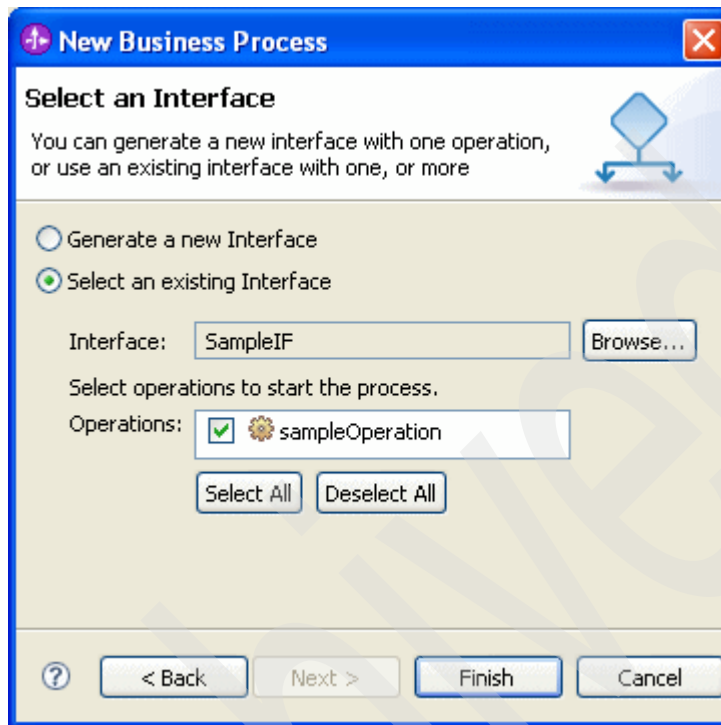 New Business Process
Select an Interface
You can generate a new interface with one operation,
or use an existing interface with one, or more
Generate a new Interface
Select an existing Interface
Interface: SampleIF Browse...
Select operations to start the process.
Operations: sampleOperation
Select All Deselect All
? < Back Next > Finish Cancel